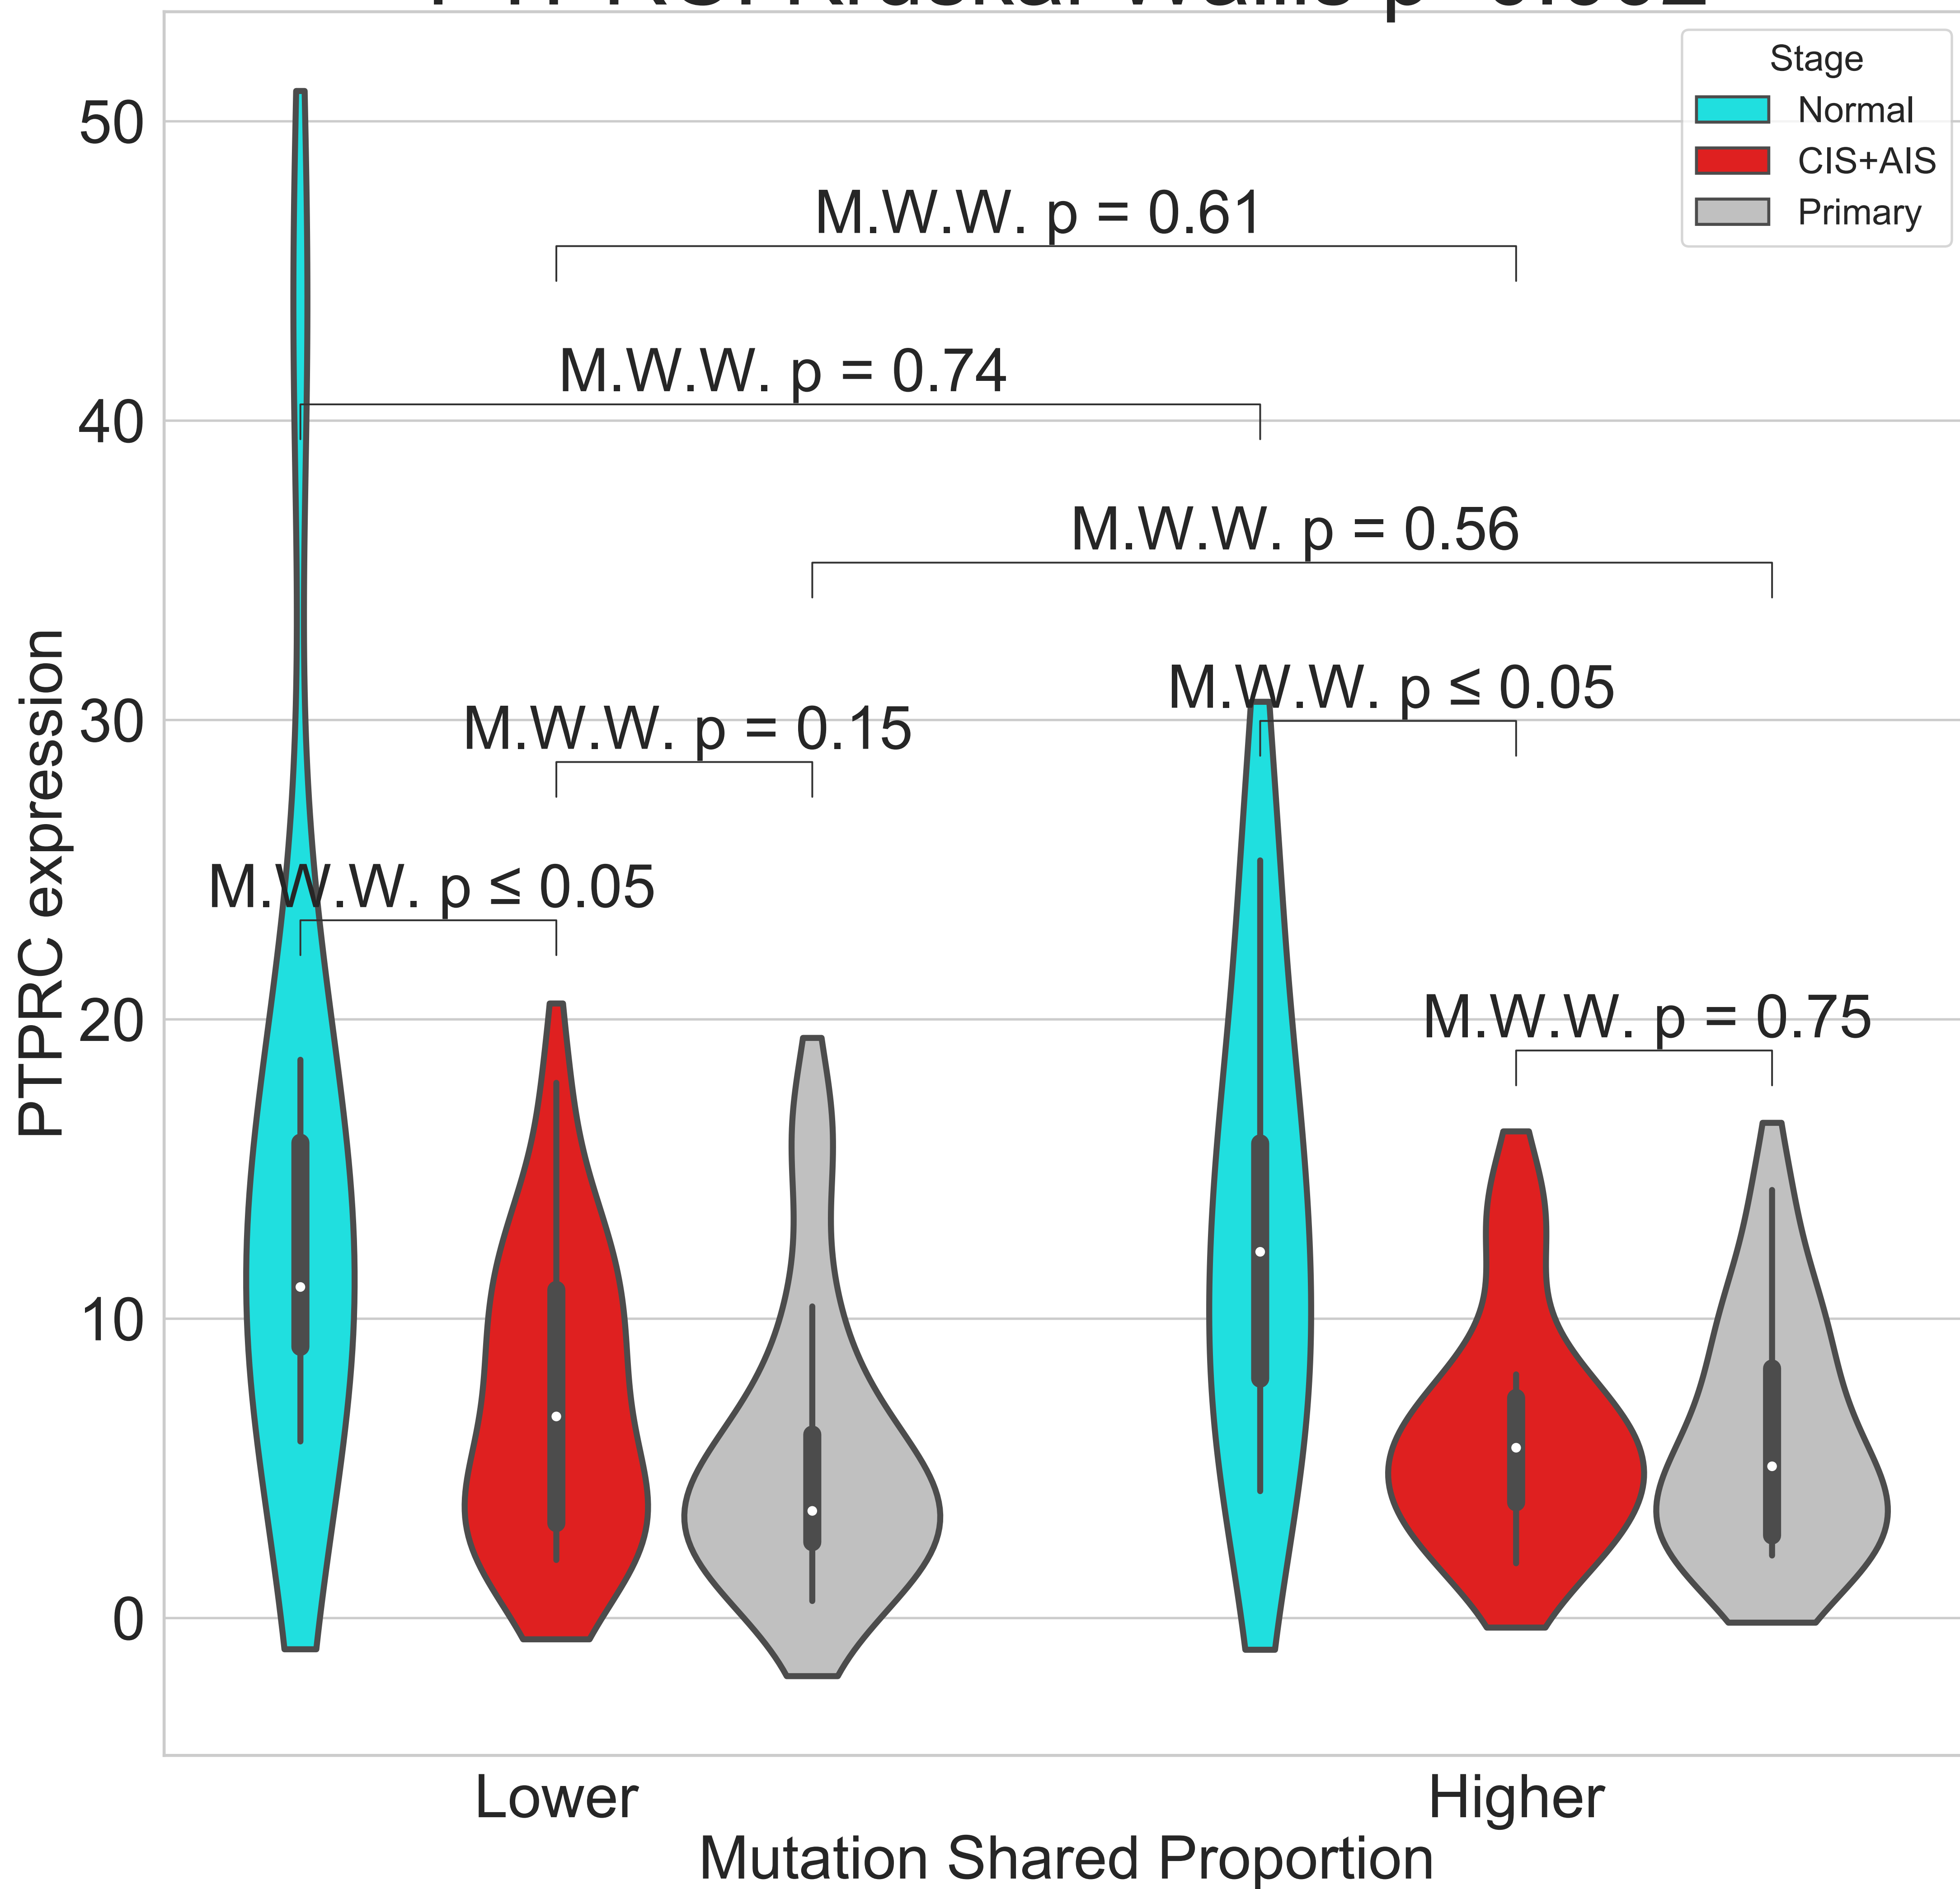 Stage
Normal
CIS+AIS
Primary
50
40
30
20
10
0
PTPRC expression
M.W.W. p = 0.61
M.W.W. p = 0.74
M.W.W. p = 0.56
M.W.W. p ≤ 0.05
M.W.W. p = 0.15
M.W.W. p ≤ 0.05
M.W.W. p = 0.75
Lower
Higher
Mutation Shared Proportion